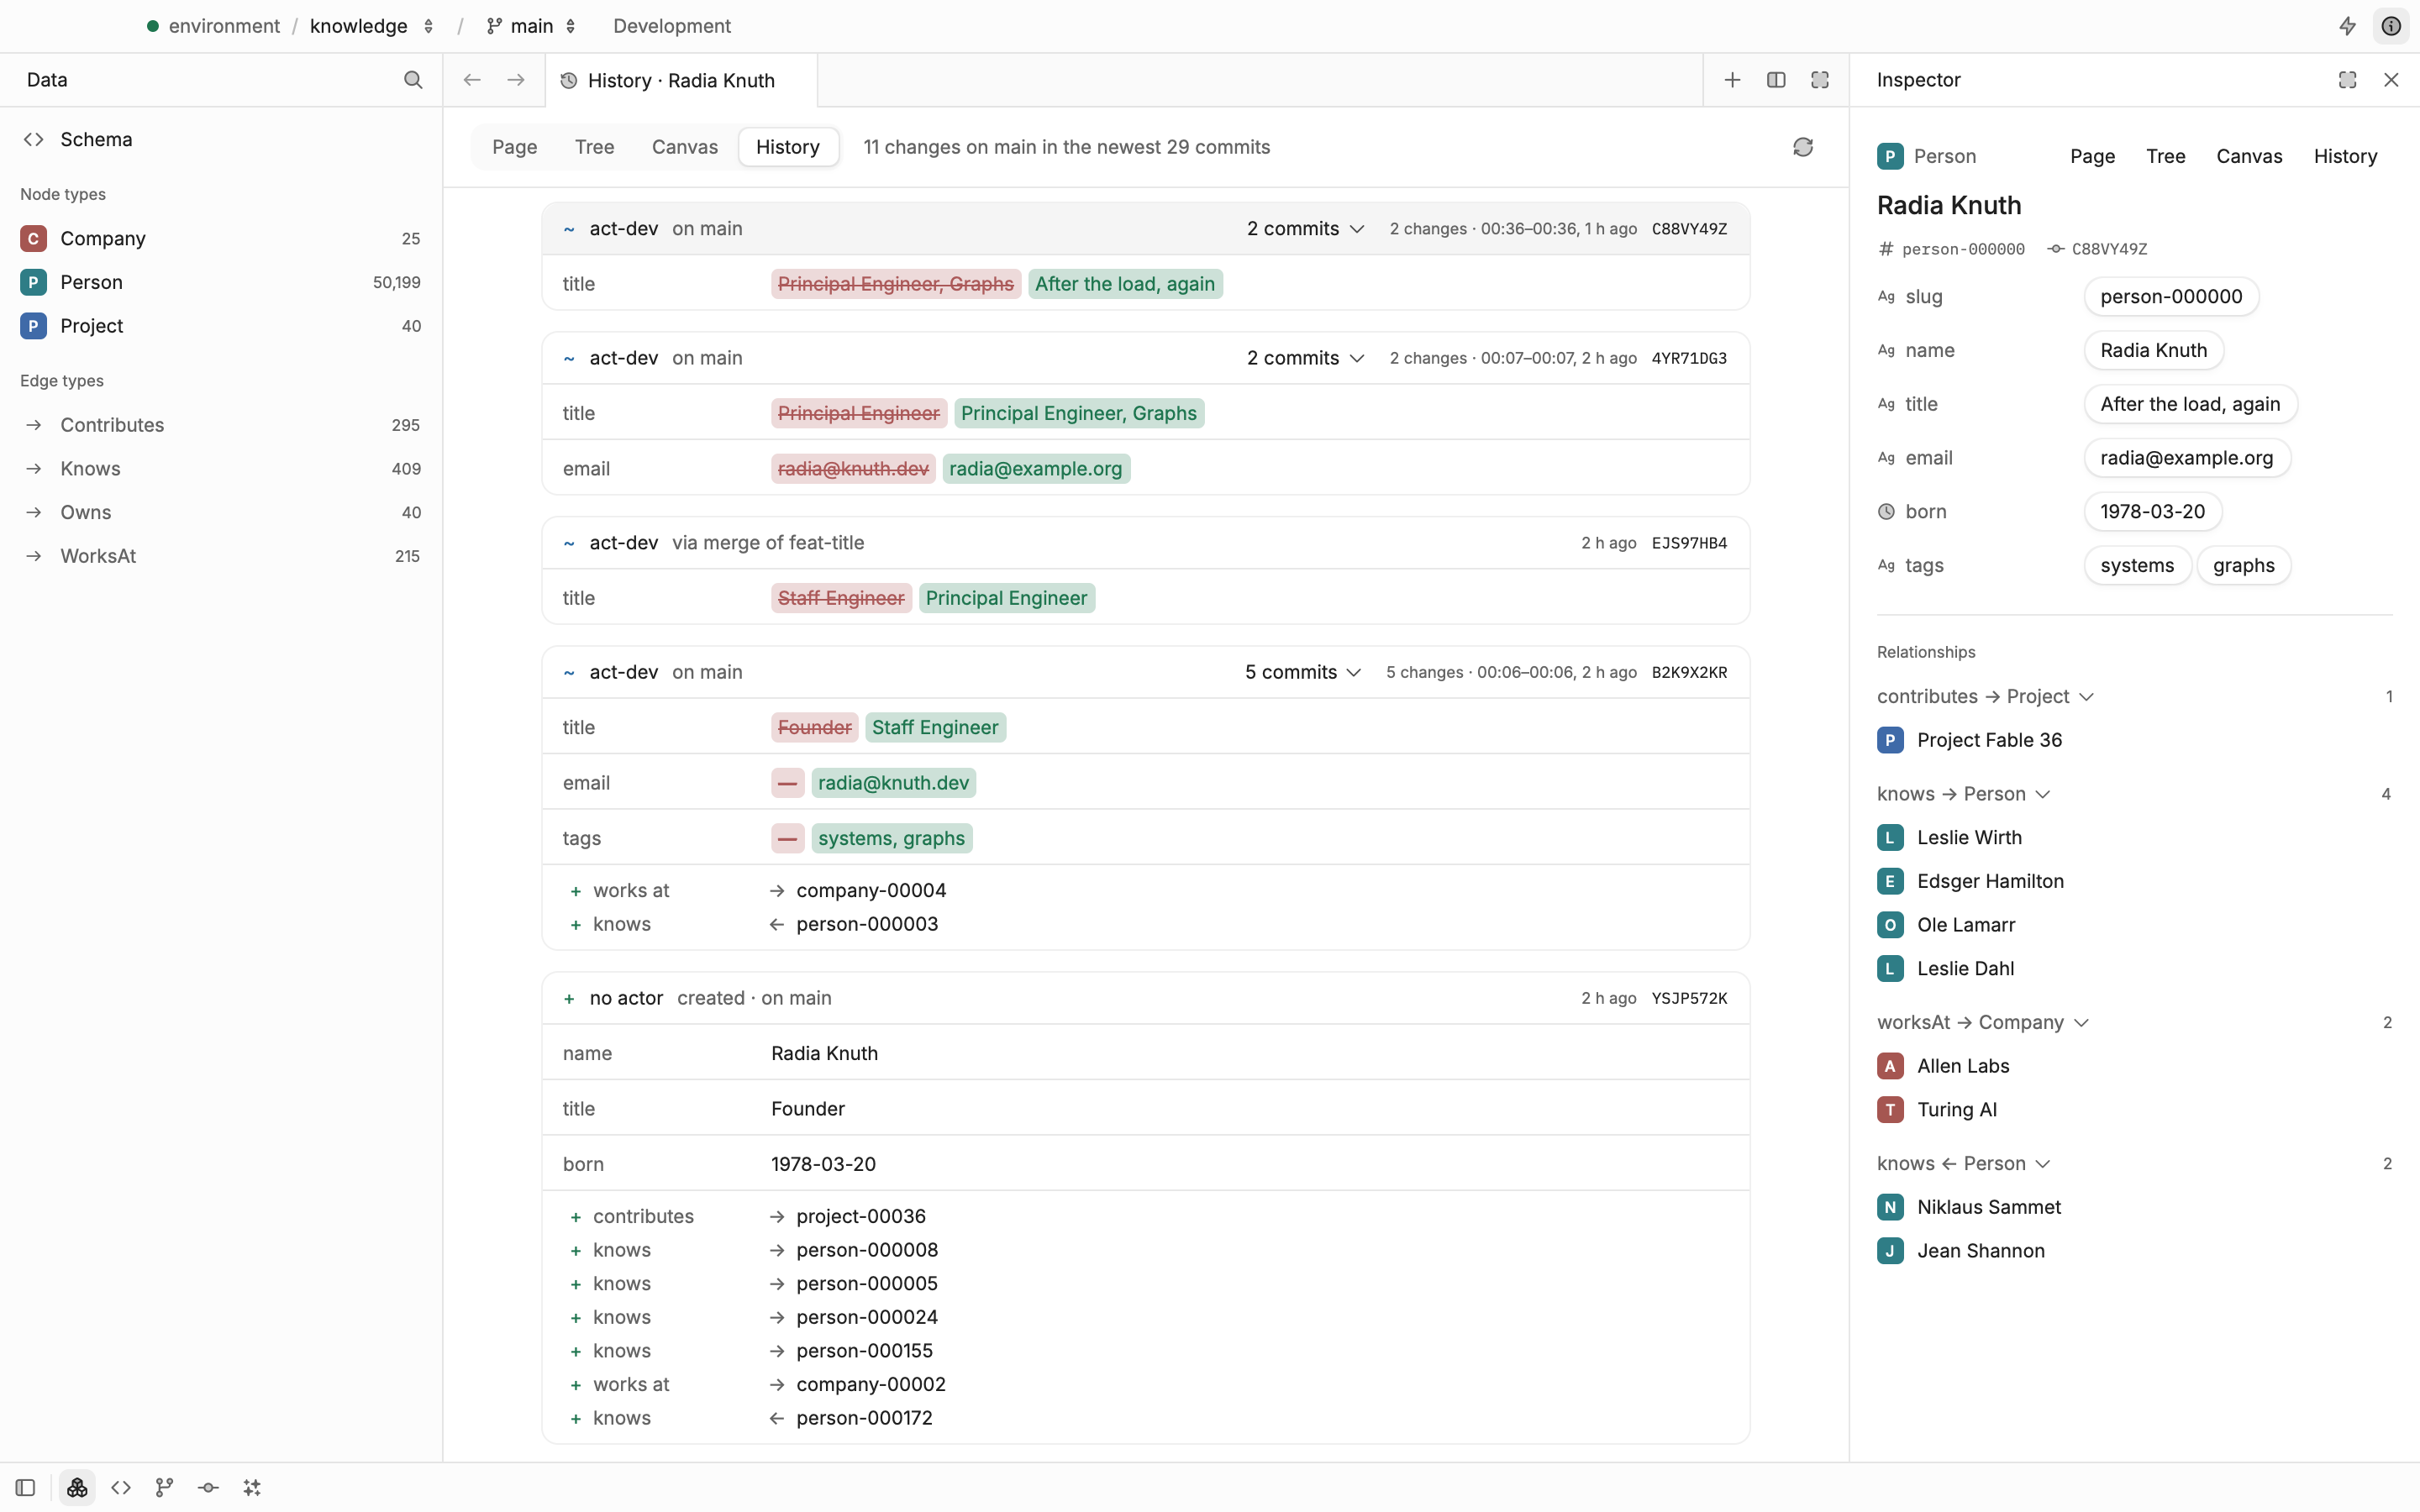 environment / knowledge / main Development
Data
History · Radia Knuth
Inspector
Schema
Node types
C Company 25
P Person 50,199
P Project 40
Edge types
→ Contributes 295
→ Knows 409
→ Owns 40
→ WorksAt 215
Page Tree Canvas History 11 changes on main in the newest 29 commits
~ act-dev on main 2 commits 2 changes · 00:36–00:36, 1 h ago C88VY49Z
title Principal Engineer, Graphs After the load, again
~ act-dev on main 2 commits 2 changes · 00:07–00:07, 2 h ago 4YR71DG3
title Principal Engineer Principal Engineer, Graphs
email radia@knuth.dev radia@example.org
~ act-dev via merge of feat-title 2 h ago EJS97HB4
title Staff Engineer Principal Engineer
~ act-dev on main 5 commits 5 changes · 00:06–00:06, 2 h ago B2K9X2KR
title Founder Staff Engineer
email — radia@knuth.dev
tags — systems, graphs
+ works at → company-00004
+ knows ← person-000003
+ no actor created · on main 2 h ago YSJP572K
name Radia Knuth
title Founder
born 1978-03-20
+ contributes → project-00036
+ knows → person-000008
+ knows → person-000005
+ knows → person-000024
+ knows → person-000155
+ works at → company-00002
+ knows ← person-000172
P Person Page Tree Canvas History
Radia Knuth
# person-000000 C88VY49Z
Ag slug person-000000
Ag name Radia Knuth
Ag title After the load, again
Ag email radia@example.org
born 1978-03-20
Ag tags systems graphs
Relationships
contributes → Project 1
P Project Fable 36
knows → Person 4
L Leslie Wirth
E Edsger Hamilton
O Ole Lamarr
L Leslie Dahl
worksAt → Company 2
A Allen Labs
T Turing AI
knows ← Person 2
N Niklaus Sammet
J Jean Shannon